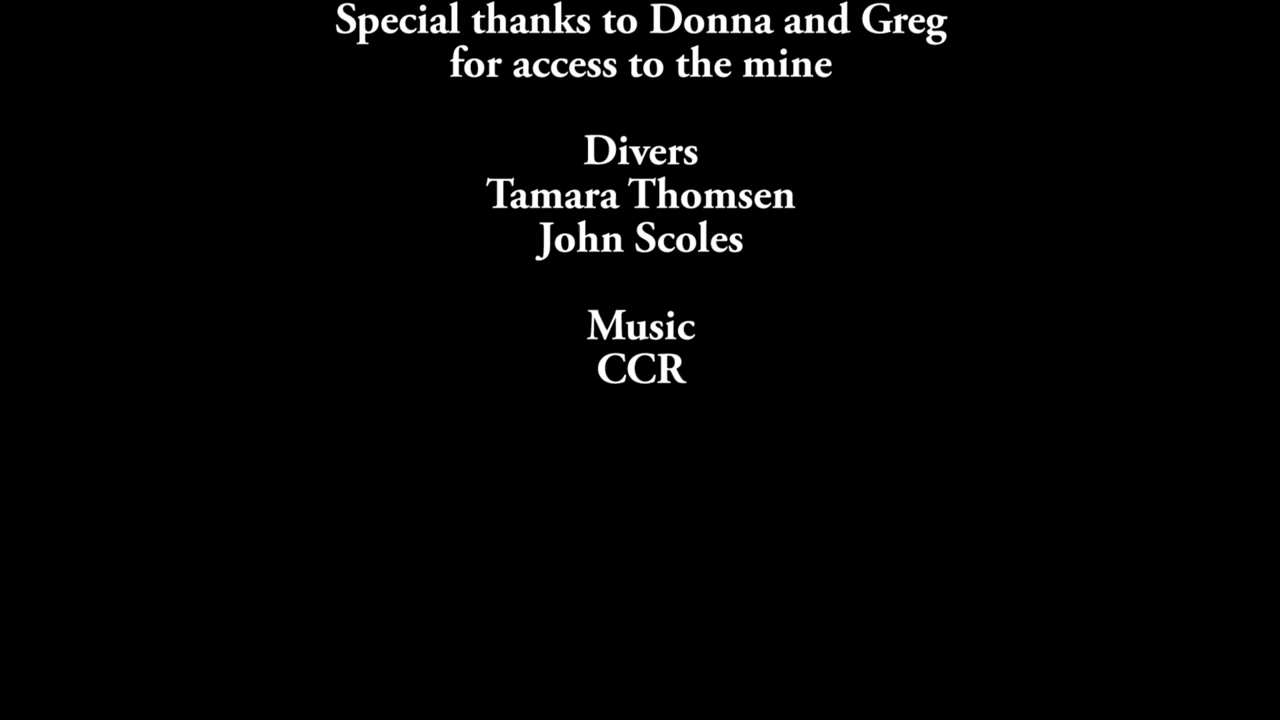 Special thanks to Donna and Greg
for access to the mine
Divers
Tamara Thomsen
John Scoles
Music
CCR